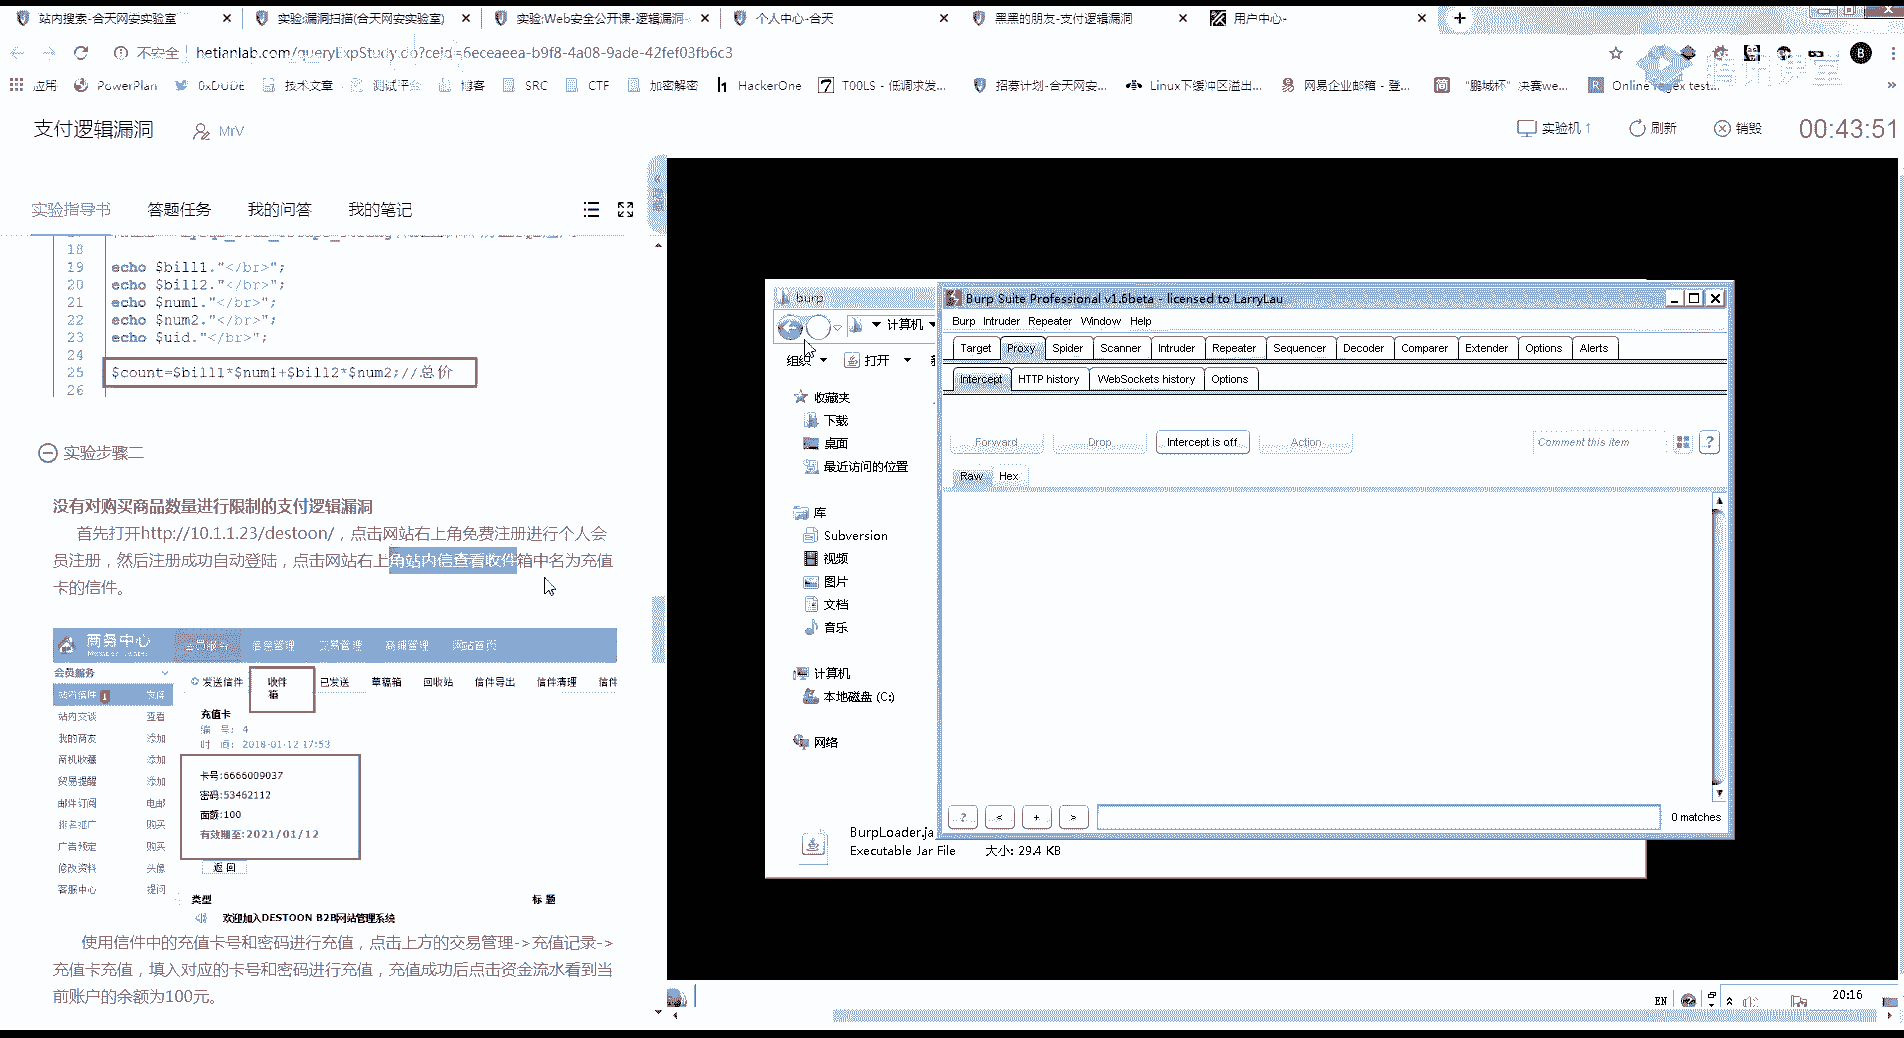 站内搜索-合天网安实验室
实验:漏洞扫描(合天网安实验室)
实验:Web安全公开课-逻辑漏洞-
个人中心-合天
黑黑的朋友-支付逻辑漏洞
用户中心-
不安全
hetianlab.com/queryExpStudy.do?ceid=6eceaeea-b9f8-4a08-9ade-42fef03fb6c3
应用
PowerPlan
0xDUDE
技术文章
测试平台
博客
SRC
CTF
加密解密
HackerOne
T00LS - 低调求发...
招募计划-合天网安...
Linux下缓冲区溢出...
网易企业邮箱 - 登...
"鹏城杯" 决赛we...
Online regex test...
腾讯课堂
支付逻辑漏洞
MrV
实验机 1
刷新
销毁
00:43:51
实验指导书
答题任务
我的问答
我的笔记
18
19 echo $bill1."</br>";
20 echo $bill2."</br>";
21 echo $num1."</br>";
22 echo $num2."</br>";
23 echo $uid."</br>";
24
25 $count=$bill1*$num1+$bill2*$num2;//总价
26
实验步骤二
没有对购买商品数量进行限制的支付逻辑漏洞
首先打开http://10.1.1.23/destoon/，点击网站右上角免费注册进行个人会
员注册，然后注册成功自动登陆，点击网站右上角站内信查看收件箱中名为充值
卡的信件。
商务中心
会员服务
信息管理
交易管理
商铺管理
网站首页
会员服务
发送信件
收件
箱
已发送
草稿箱
回收站
信件导出
信件清理
信件
站内信件 1
发送
站内交谈
查看
我的商友
添加
商机收藏
添加
贸易提醒
添加
邮件订阅
电邮
排名推广
购买
广告预定
购买
修改资料
头像
客服中心
提问
充值卡
编 号: 4
时 间: 2018-01-12 17:53
卡号:6666009037
密码:53462112
面额:100
有效期至:2021/01/12
返 回
类型
标 题
欢迎加入DESTOON B2B网站管理系统
使用信件中的充值卡号和密码进行充值，点击上方的交易管理->充值记录->
充值卡充值，填入对应的卡号和密码进行充值，充值成功后点击资金流水看到当
前账户的余额为100元。
burp
计算机
组织
打开
收藏夹
下载
桌面
最近访问的位置
库
Subversion
视频
图片
文档
音乐
计算机
本地磁盘 (C:)
网络
BurpLoader.ja
Executable Jar File
大小: 29.4 KB
Burp Suite Professional v1.6beta - licensed to LarryLau
Burp Intruder Repeater Window Help
Target
Proxy
Spider
Scanner
Intruder
Repeater
Sequencer
Decoder
Comparer
Extender
Options
Alerts
Intercept
HTTP history
WebSockets history
Options
Forward
Drop
Intercept is off
Action
Comment this item
?
Raw
Hex
?
<
+
>
0 matches
EN
20:16